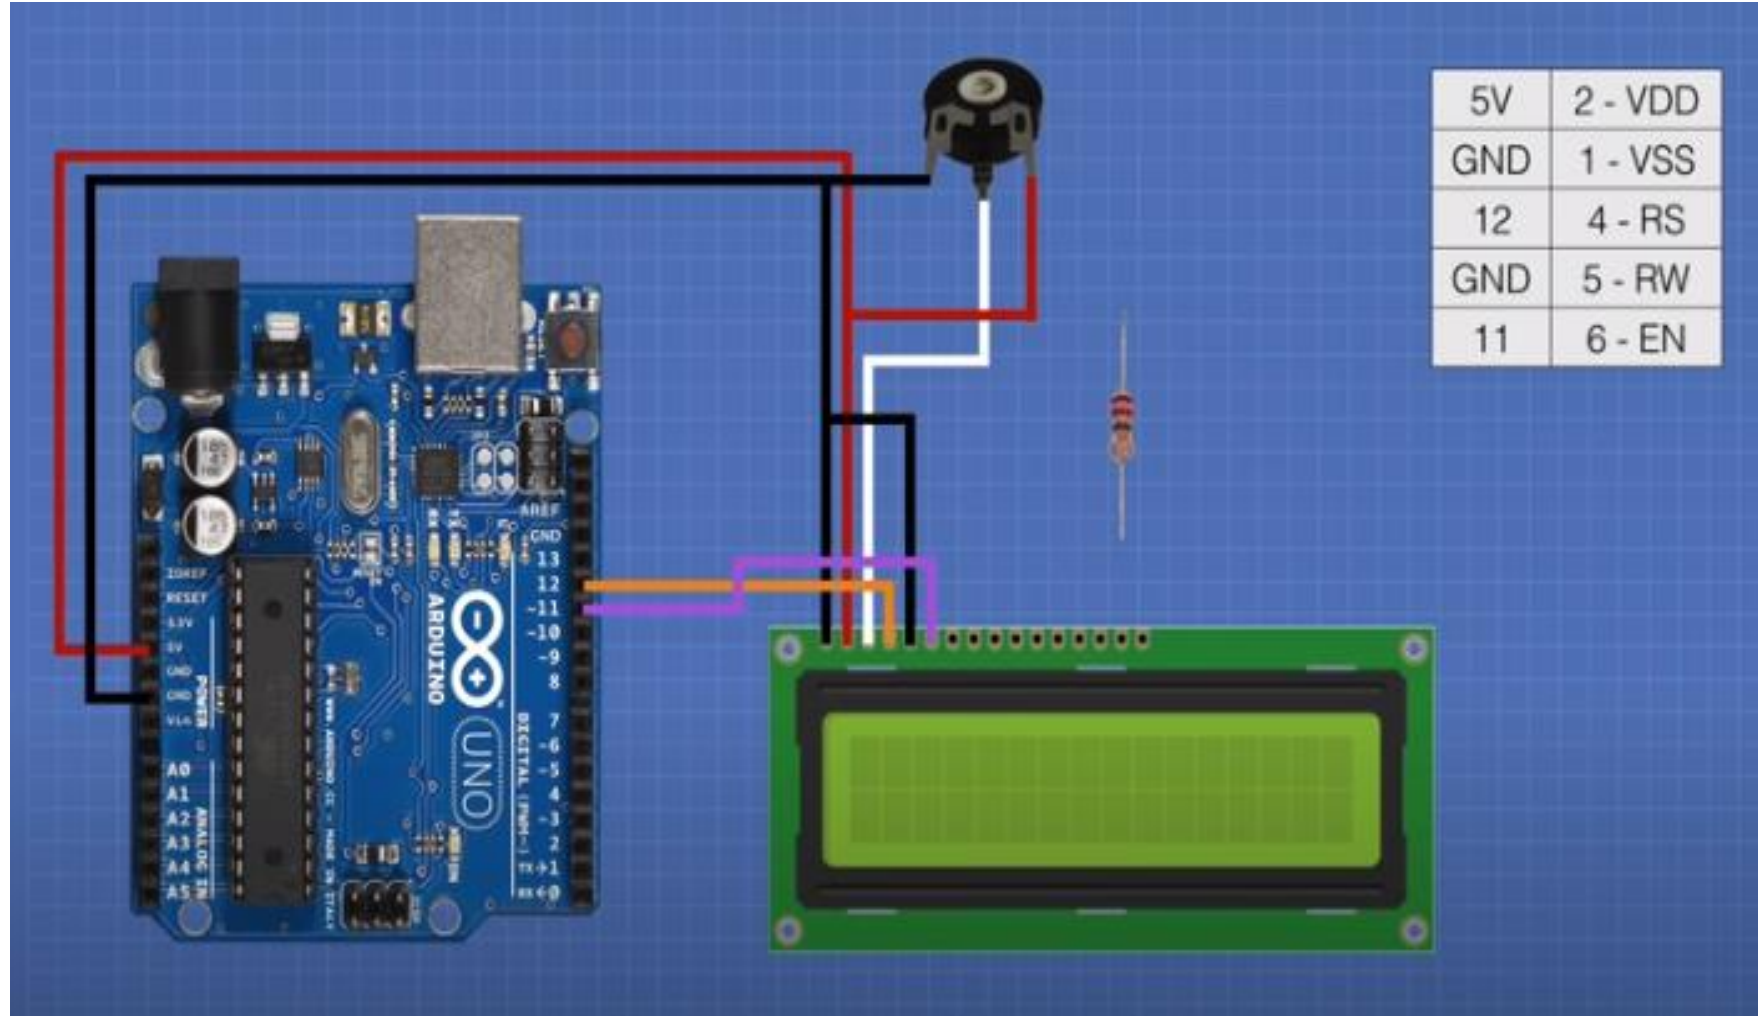 5V 2 - VDD
GND 1 - VSS
12 4 - RS
GND 5 - RW
11 6 - EN
AREF
GND
13
12
~11
~10
~9
8
7
~6
~5
4
~3
2
TX→1
RX←0
DIGITAL (PWM~)
ARDUINO
UNO
IOREF
RESET
3.3V
5V
GND
GND
Vin
POWER
A0
A1
A2
A3
A4
A5
ANALOG IN